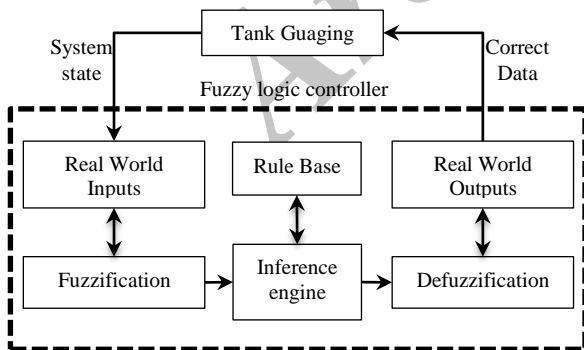 Tank Guaging
System
state
Correct
Data
Fuzzy logic controller
Real World
Inputs
Rule Base
Real World
Outputs
Fuzzification
Inference
engine
Defuzzification